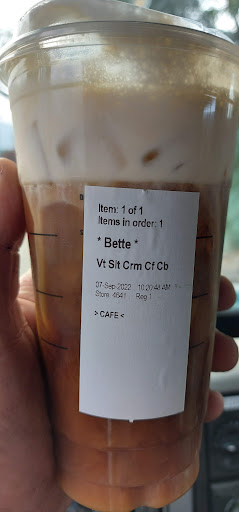 Item: 1 of 1
Items in order: 1
* Bette *
Vt Slt Crm Cf Cb
07-Sep-2022 10:20:48 AM
Store 4641 Reg 1
> CAFE <